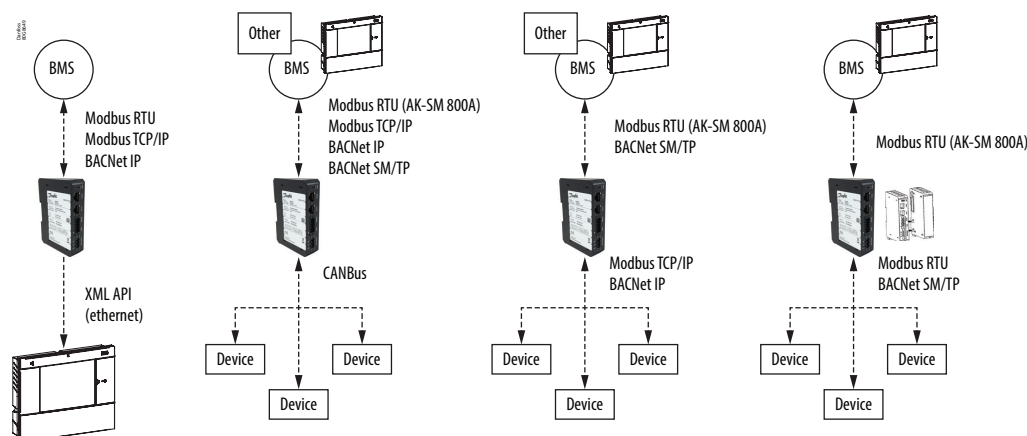 Danfoss
BMS
Modbus RTU
Modbus TCP/IP
BACNet IP
XML API
(ethernet)
Other
BMS
Modbus RTU (AK-SM 800A)
Modbus TCP/IP
BACNet IP
BACNet SM/TP
CANBus
Device
Device
Device
Other
BMS
Modbus RTU (AK-SM 800A)
BACNet SM/TP
Modbus TCP/IP
BACNet IP
Device
Device
Device
BMS
Modbus RTU (AK-SM 800A)
Modbus RTU
BACNet SM/TP
Device
Device
Device